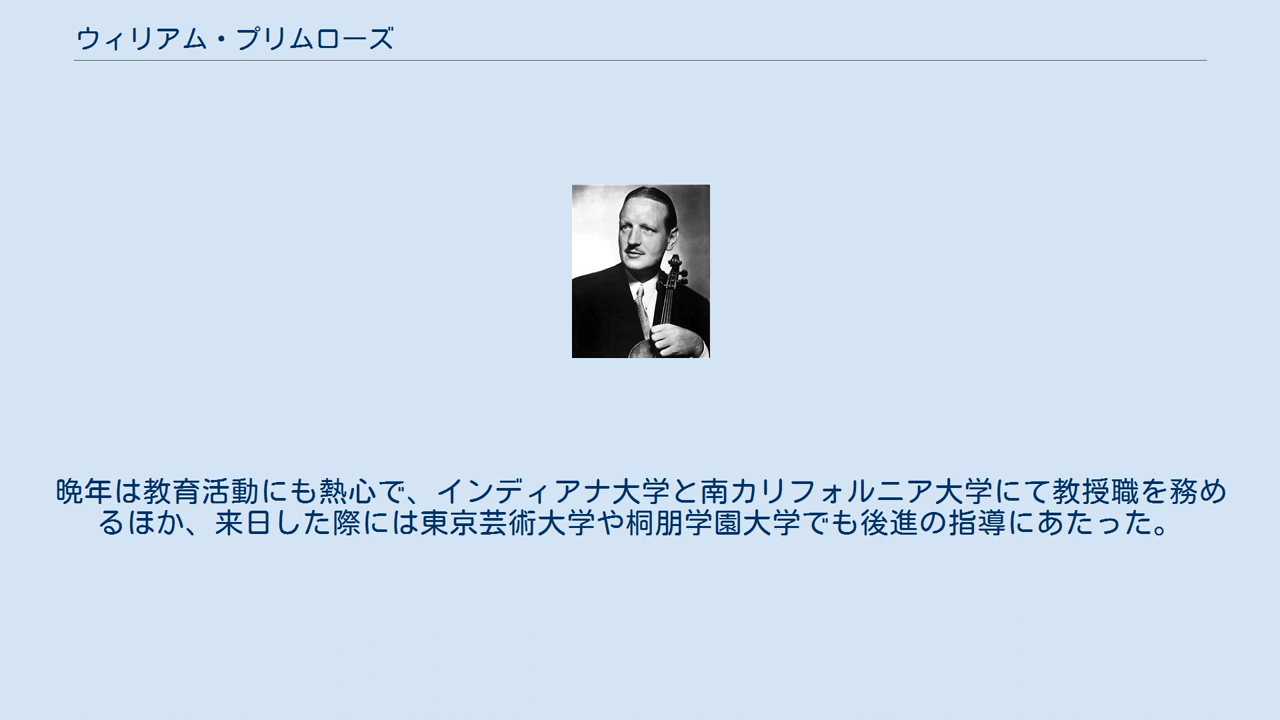 ウィリアム・プリムローズ
晩年は教育活動にも熱心で、インディアナ大学と南カリフォルニア大学にて教授職を務め
るほか、来日した際には東京芸術大学や桐朋学園大学でも後進の指導にあたった。